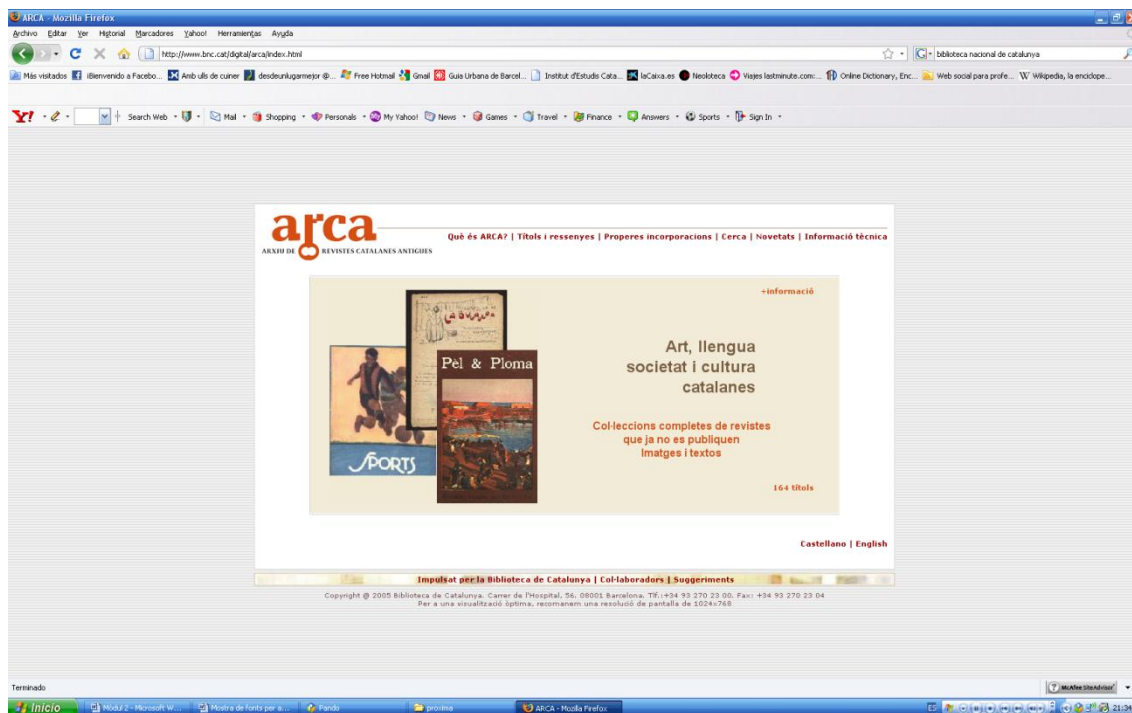 ARCA - Mozilla Firefox
Archivo Editar Ver Historial Marcadores Yahoo! Herramientas Ayuda
http://www.bnc.cat/digital/arca/index.html
biblioteca nacional de catalunya
Más visitados ¡Bienvenido a Facebo... Amb ulls de cuiner desdeunlugarmejor @... Free Hotmail Gmail Guia Urbana de Barcel... Institut d'Estudis Cata... laCaixa.es Neoloteca Viajes lastminute.com:... Online Dictionary, Enc... Web social para profe... Wikipedia, la enciclope...
Y! Search Web Mail Shopping Personals My Yahoo! News Games Travel Finance Answers Sports Sign In
arca
ARXIU DE REVISTES CATALANES ANTIGUES
Què és ARCA? | Títols i ressenyes | Properes incorporacions | Cerca | Novetats | Informació tècnica
+informació
Pèl & Ploma
SPORTS
Art, llengua
societat i cultura
catalanes
Col·leccions completes de revistes
que ja no es publiquen
Imatges i textos
164 títols
Castellano | English
Impulsat per la Biblioteca de Catalunya | Col·laboradors | Suggeriments
Copyright @ 2005 Biblioteca de Catalunya. Carrer de l'Hospital, 56. 08001 Barcelona. Tlf.:+34 93 270 23 00. Fax: +34 93 270 23 04
Per a una visualització òptima, recomanem una resolució de pantalla de 1024x768
Terminado
McAfee SiteAdvisor
Inicio Mòdul 2 - Microsoft W... Mostra de fonts per a... Pando proxima ARCA - Mozilla Firefox ES 21:34